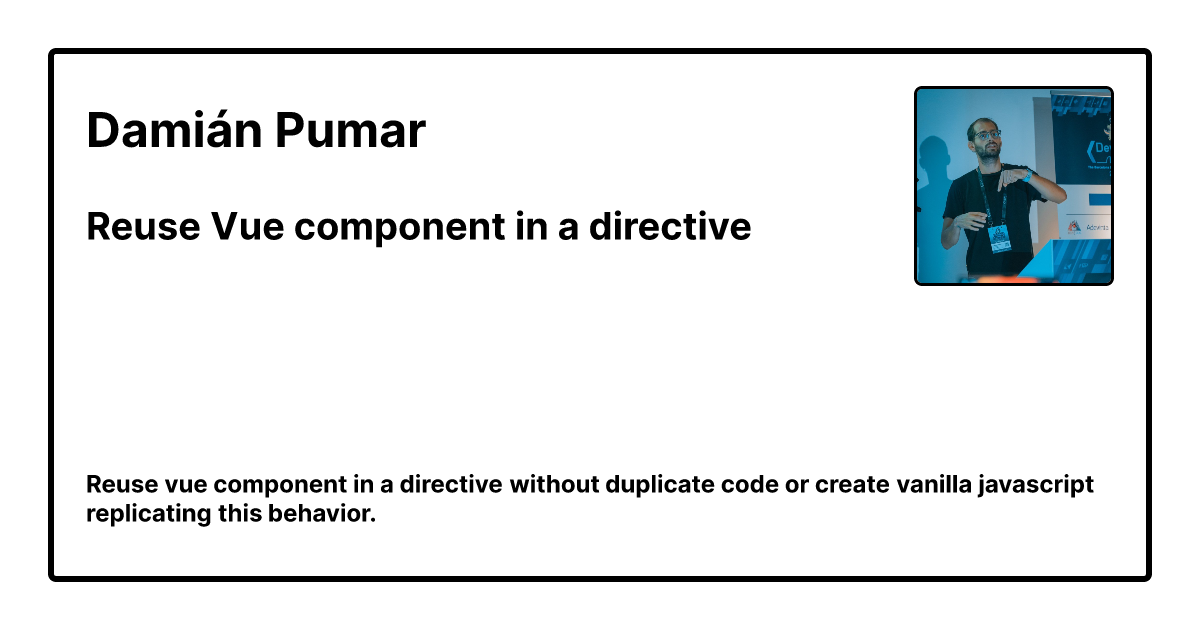 Damián Pumar
Reuse Vue component in a directive
Reuse vue component in a directive without duplicate code or create vanilla javascript
replicating this behavior.